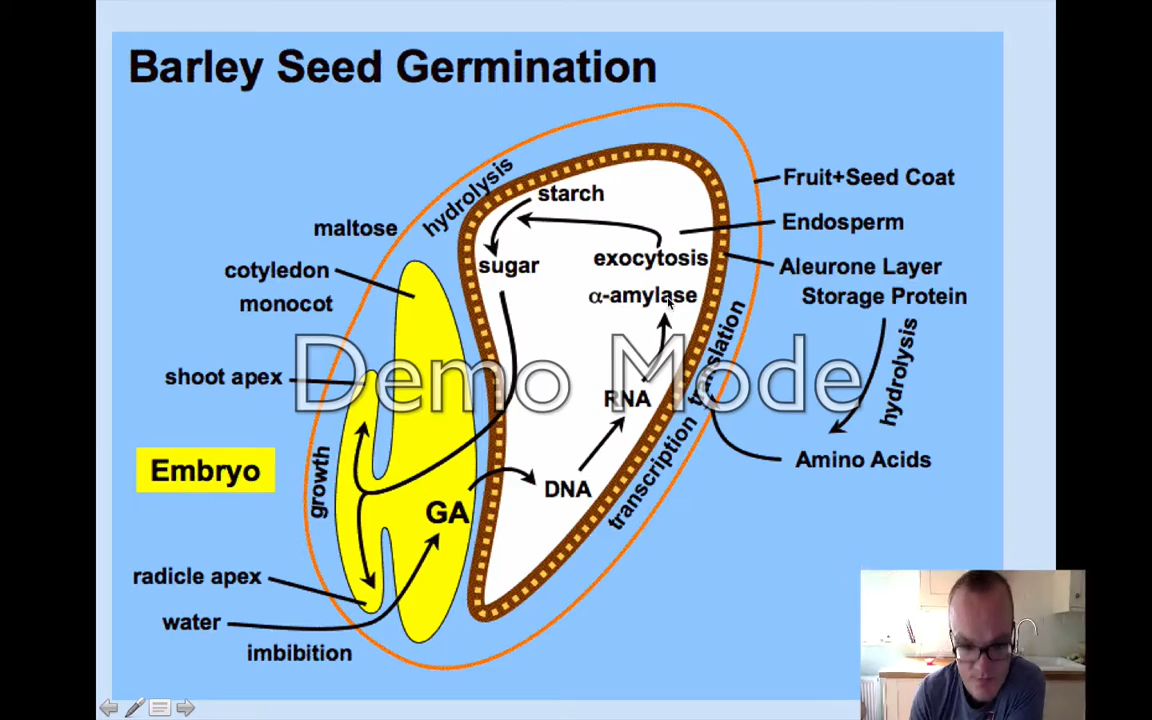 Barley Seed Germination
hydrolysis
starch
Fruit+Seed Coat
maltose
Endosperm
exocytosis
sugar
cotyledon
Aleurone Layer
α-amylase
Storage Protein
monocot
translation
hydrolysis
Demo Mode
shoot apex
RNA
Embryo
growth
transcription
Amino Acids
DNA
GA
radicle apex
water
imbibition